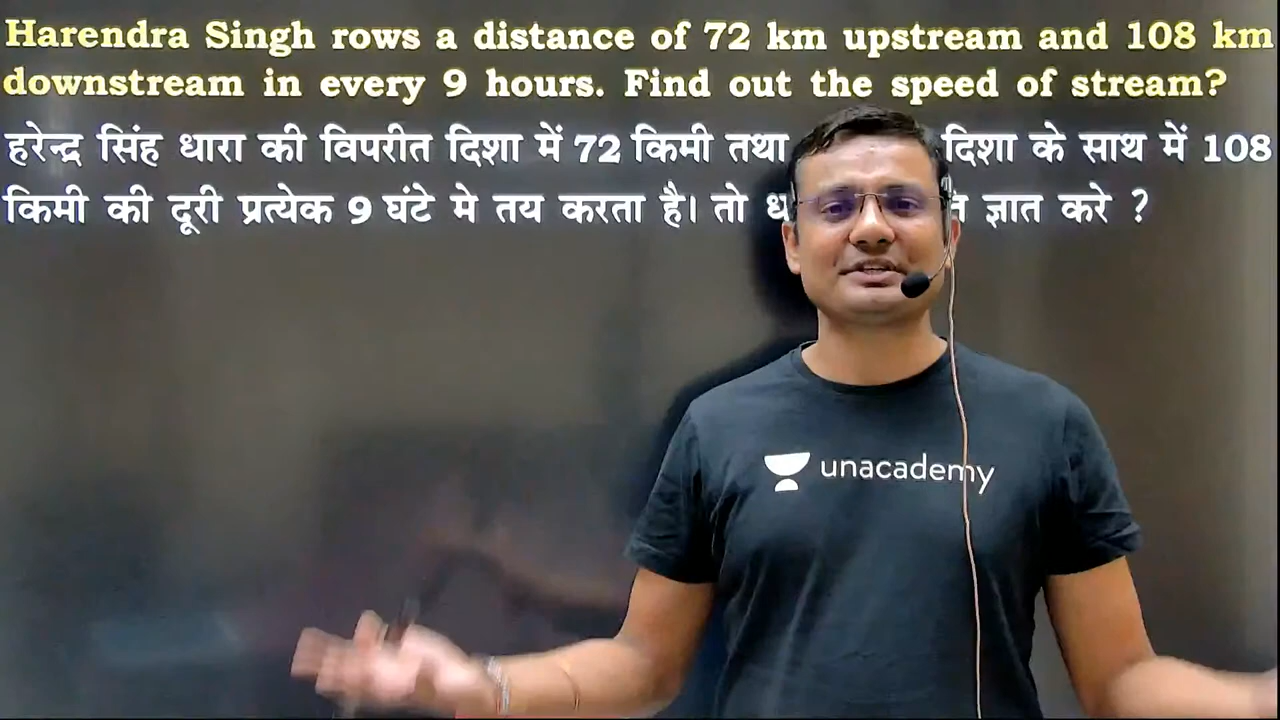 Harendra Singh rows a distance of 72 km upstream and 108 km
downstream in every 9 hours. Find out the speed of stream?
हरेन्द्र सिंह धारा की विपरीत दिशा में 72 किमी तथा दिशा के साथ में 108
किमी की दूरी प्रत्येक 9 घंटे मे तय करता है। तो ज्ञात करे ?
unacademy